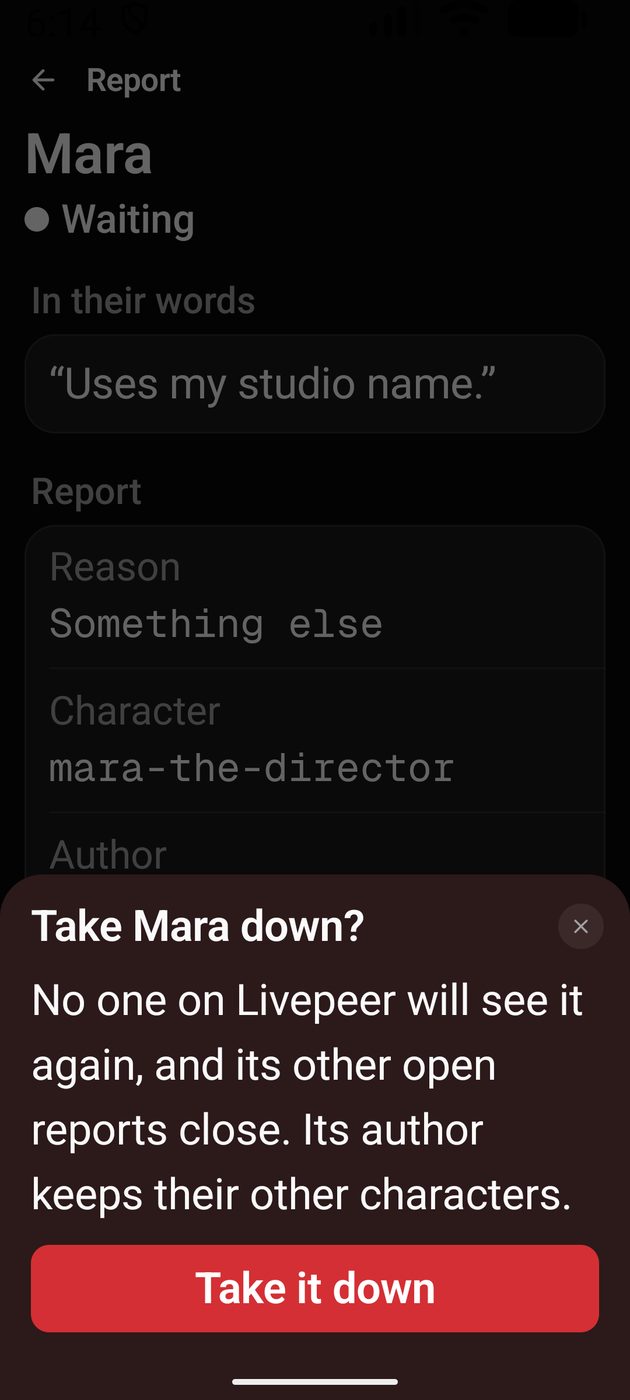 6:14
Report
Mara
Waiting
In their words
“Uses my studio name.”
Report
Reason
Something else
Character
mara-the-director
Author
Take Mara down?
No one on Livepeer will see it
again, and its other open
reports close. Its author
keeps their other characters.
Take it down